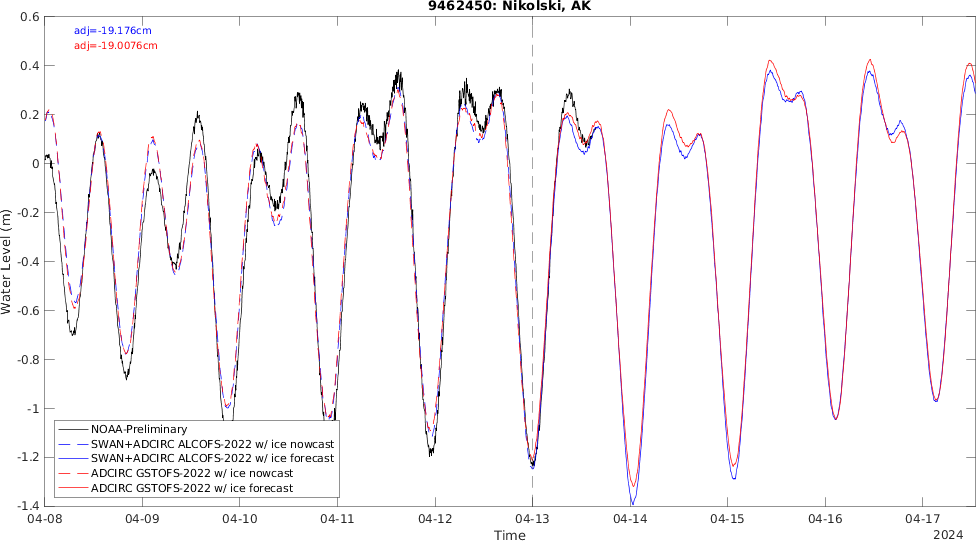 9462450: Nikolski, AK
adj=-19.176cm
adj=-19.0076cm
0.6
0.4
0.2
0
-0.2
-0.4
-0.6
-0.8
-1
-1.2
-1.4
Water Level (m)
NOAA-Preliminary
SWAN+ADCIRC ALCOFS-2022 w/ ice nowcast
SWAN+ADCIRC ALCOFS-2022 w/ ice forecast
ADCIRC GSTOFS-2022 w/ ice nowcast
ADCIRC GSTOFS-2022 w/ ice forecast
04-08 04-09 04-10 04-11 04-12 04-13 04-14 04-15 04-16 04-17
Time
2024